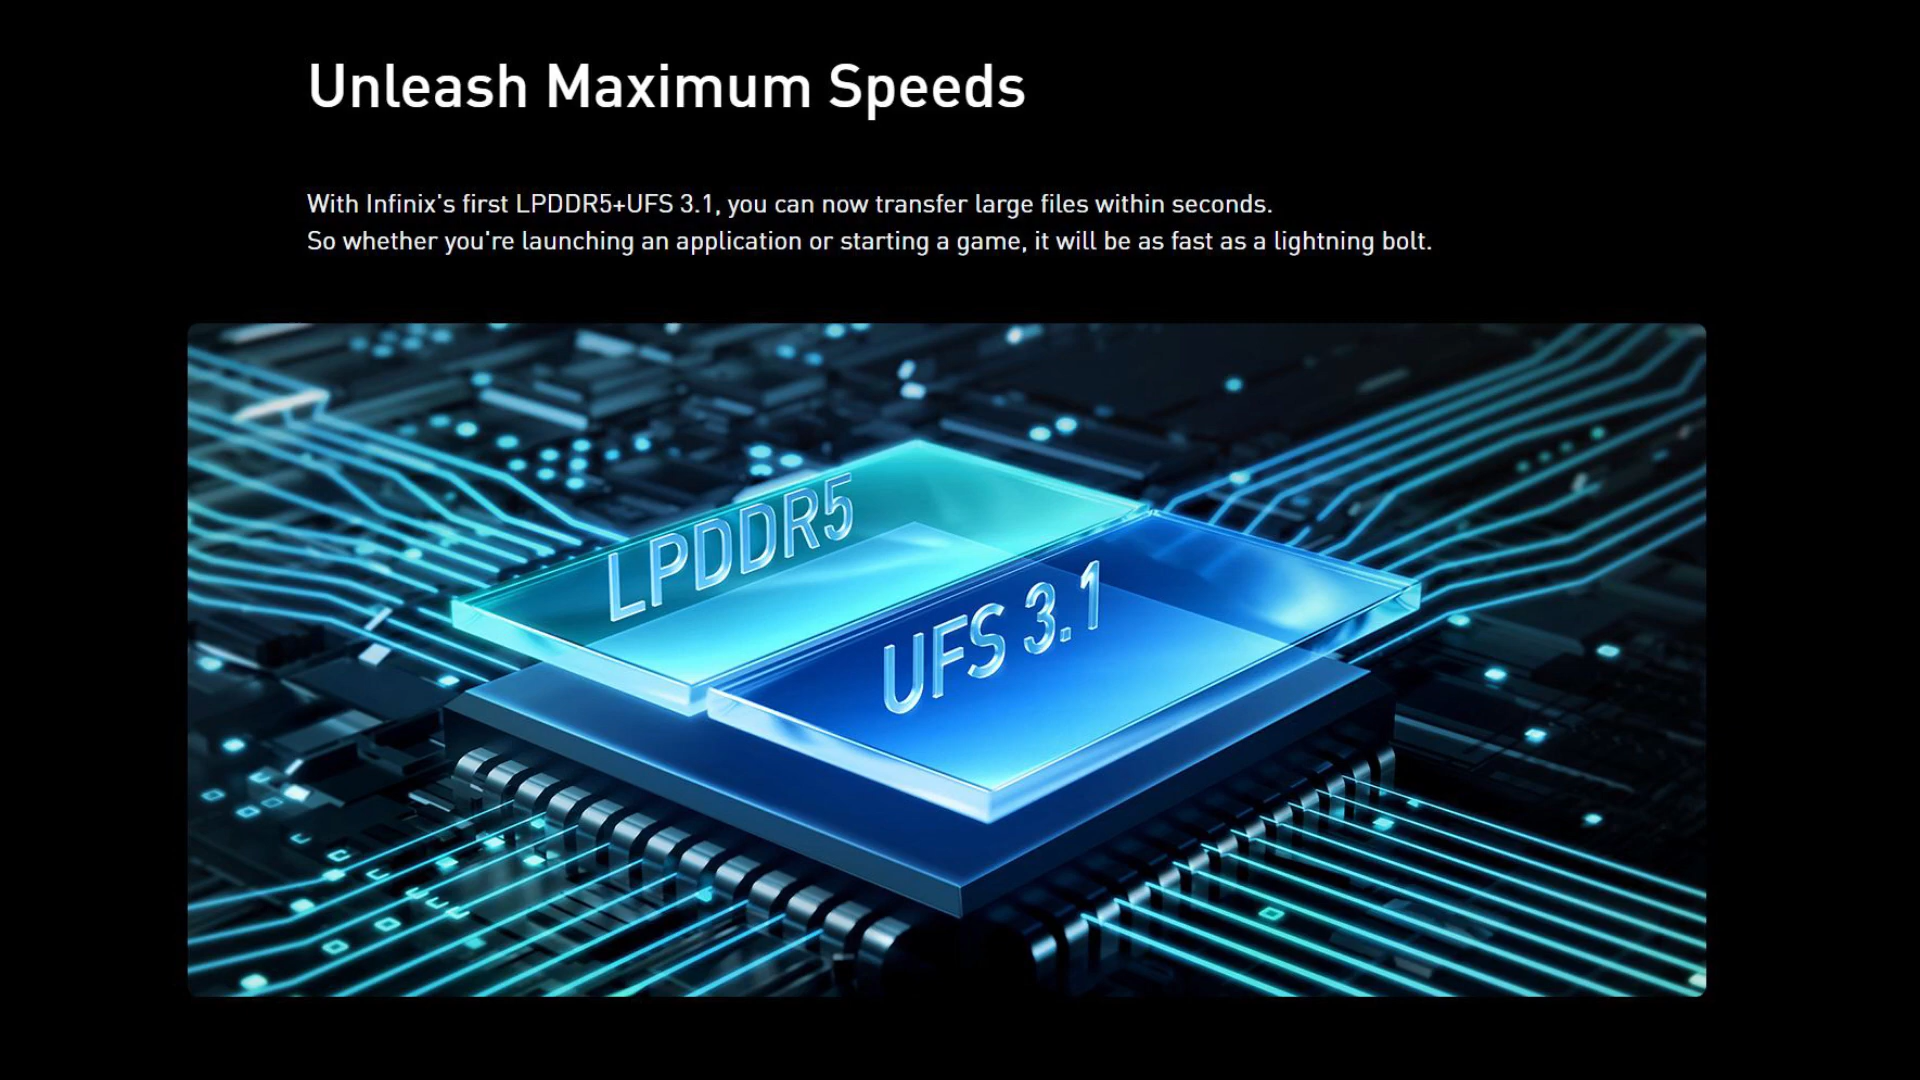 Unleash Maximum Speeds
With Infinix's first LPDDR5+UFS 3.1, you can now transfer large files within seconds.
So whether you're launching an application or starting a game, it will be as fast as a lightning bolt.
LPDDR5
UFS 3.1